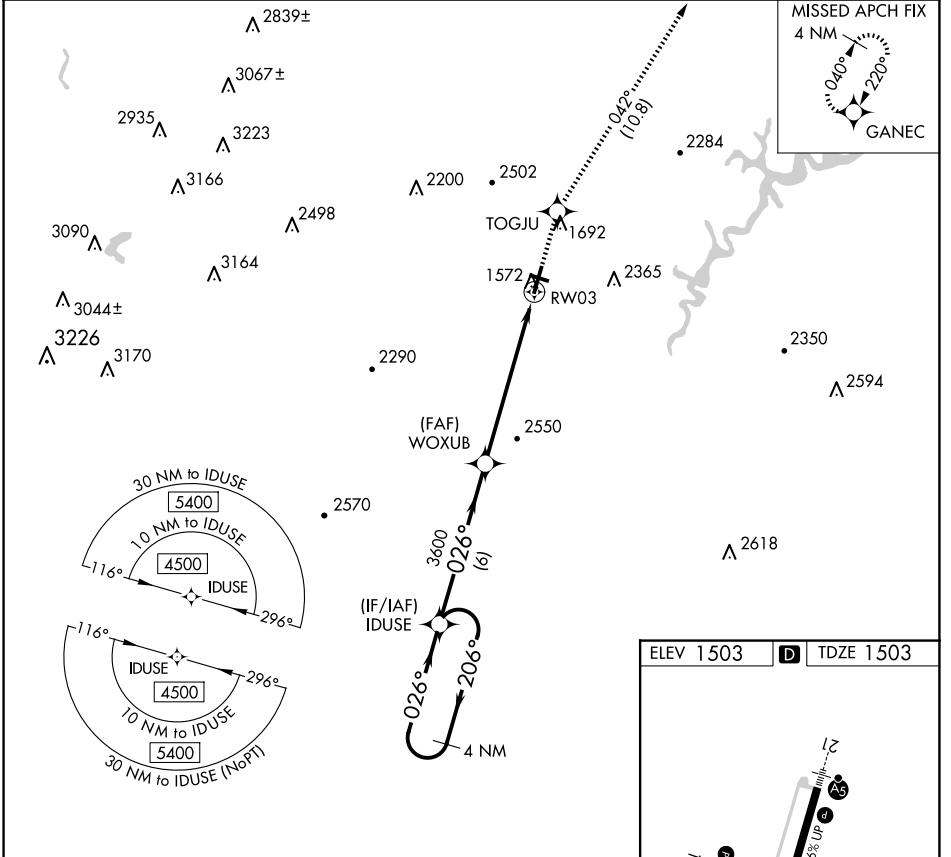 2839±
3067±
2935
3223
3166
2498
3090
3164
3044±
3226
3170
2200
2502
2284
042°
(10.8)
TOGJU
1692
1572
RW03
2365
2290
2350
2594
(FAF)
WOXUB
2550
2570
2618
3600
026°
(6)
(IF/IAF)
IDUSE
026°
206°
4 NM
MISSED APCH FIX
4 NM
040°
220°
GANEC
30 NM to IDUSE
5400
10 NM to IDUSE
4500
116°
IDUSE
296°
116°
IDUSE
296°
4500
10 NM to IDUSE
5400
30 NM to IDUSE (NoPT)
ELEV 1503
D
TDZE 1503
21
A5
P
% UP
P